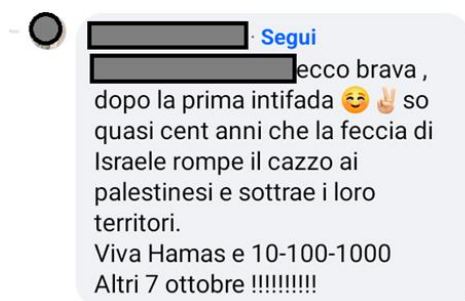 · Segui
ecco brava ,
dopo la prima intifada ☺️ ✌🏻 so
quasi cent anni che la feccia di
Israele rompe il cazzo ai
palestinesi e sottrae i loro
territori.
Viva Hamas e 10-100-1000
Altri 7 ottobre !!!!!!!!!!